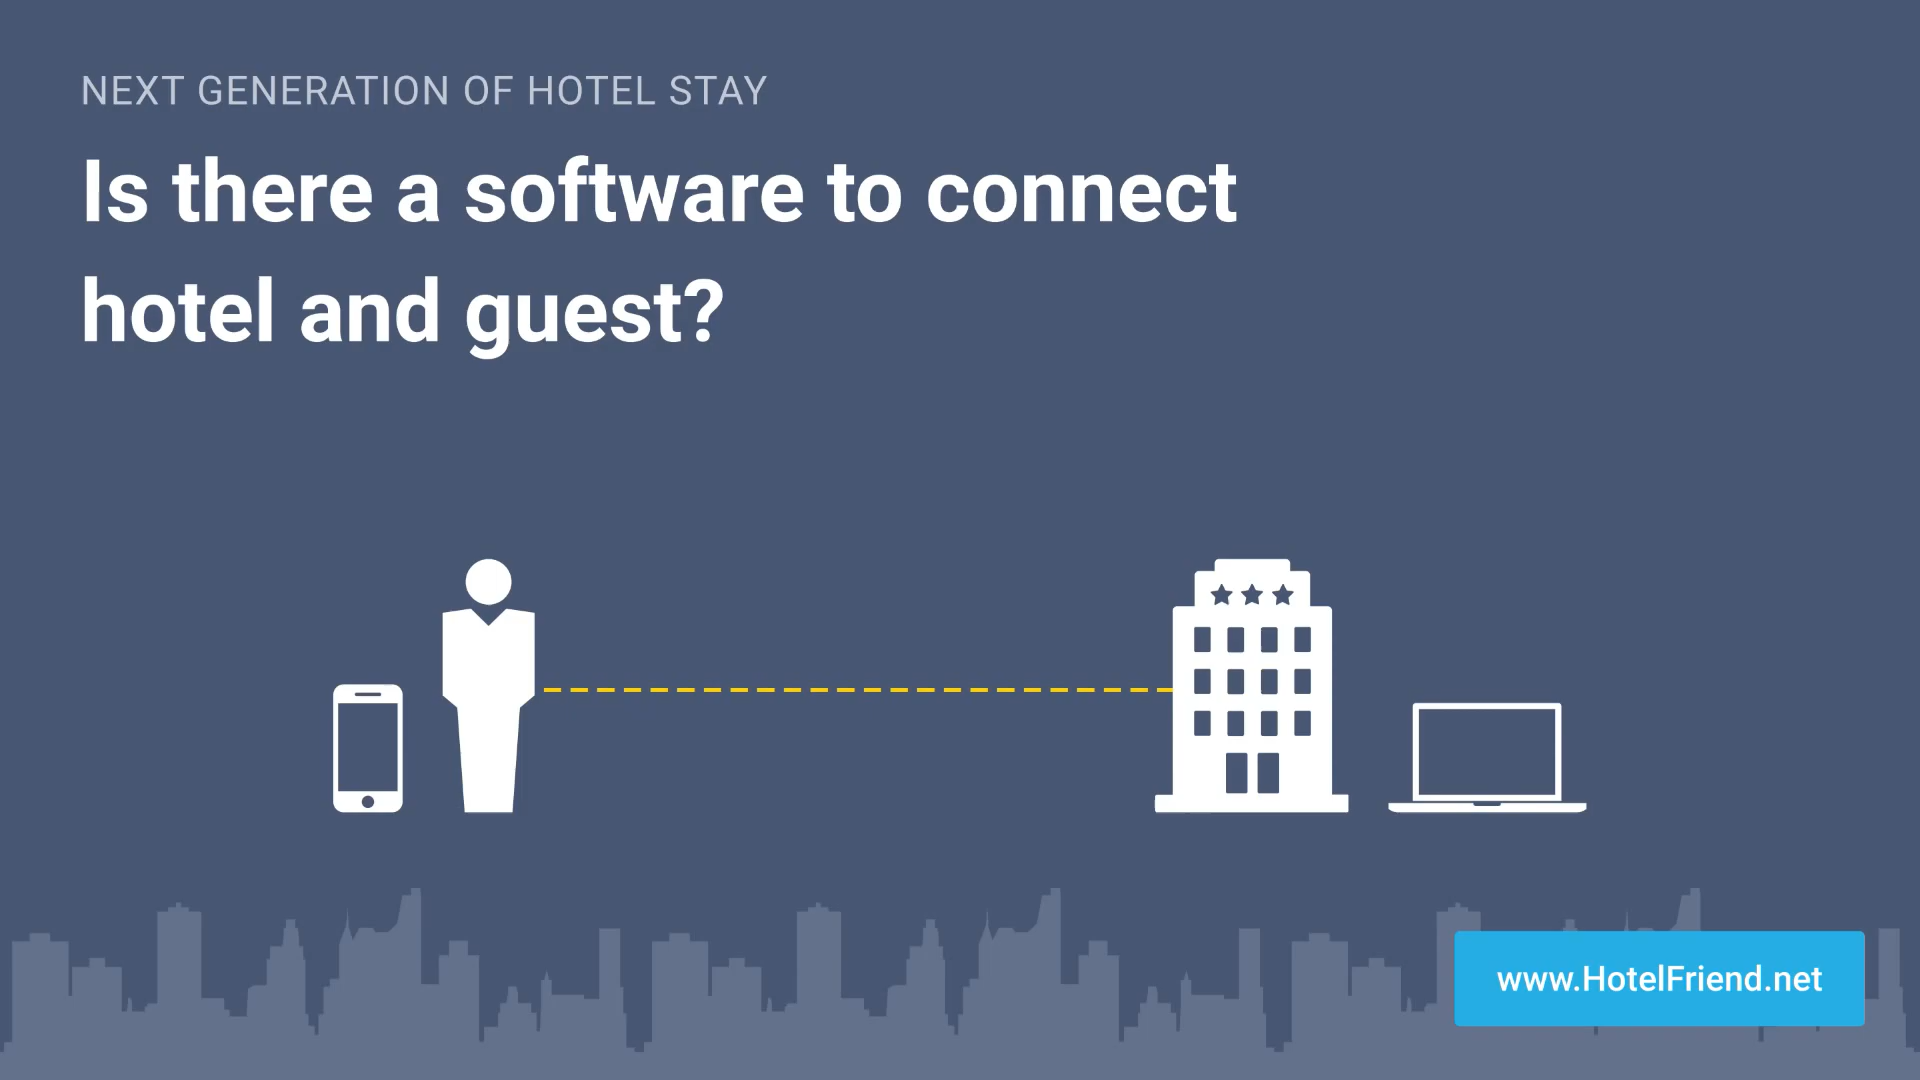 NEXT GENERATION OF HOTEL STAY
Is there a software to connect
hotel and guest?
www.HotelFriend.net